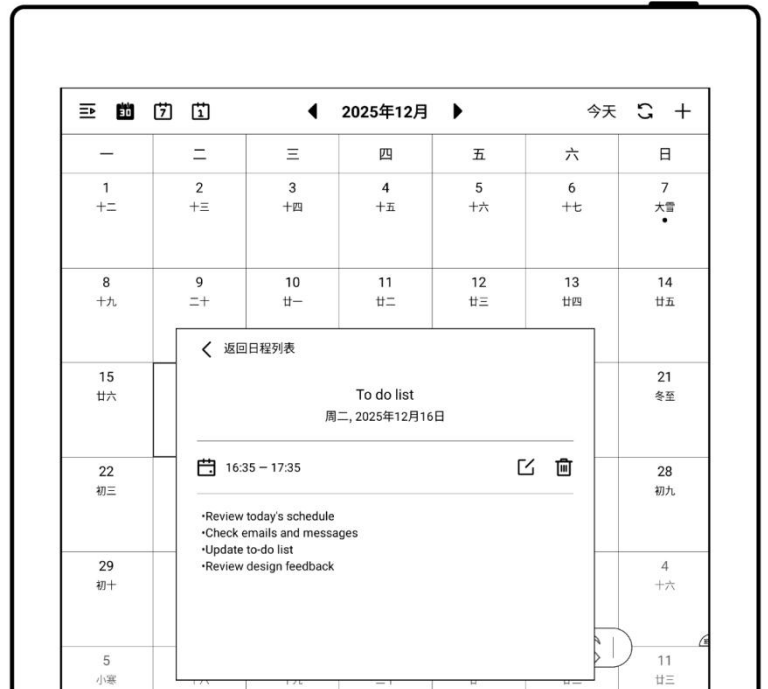 30
7
1
2025年12月
今天
一 二 三 四 五 六 日
1 2 3 4 5 6 7
十二 十三 十四 十五 十六 十七 大雪
8 9 10 11 12 13 14
十九 二十 廿一 廿二 廿三 廿四 廿五
返回日程列表
15 21
廿六 冬至
To do list
周二, 2025年12月16日
16:35 – 17:35
22 28
初三 初九
•Review today's schedule
•Check emails and messages
•Update to-do list
•Review design feedback
29 4
初十 十六
5 11
小寒 廿三